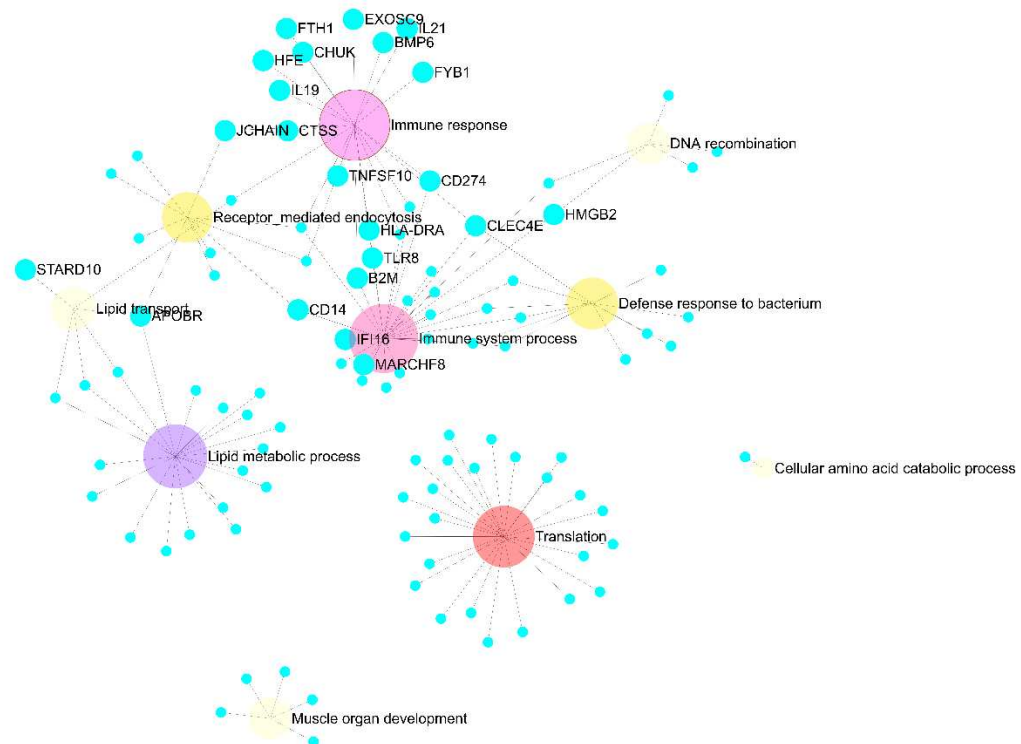 EXOSC9
FTH1
IL21
BMP6
CHUK
HFE
FYB1
IL19
Immune response
JCHAIN
CTSS
DNA recombination
TNFSF10
CD274
Receptor_mediated endocytosis
HMGB2
CLEC4E
HLA-DRA
TLR8
STARD10
B2M
Lipid transport
CD14
Defense response to bacterium
APOBR
IFI16
Immune system process
MARCHF8
Lipid metabolic process
Cellular amino acid catabolic process
Translation
Muscle organ development